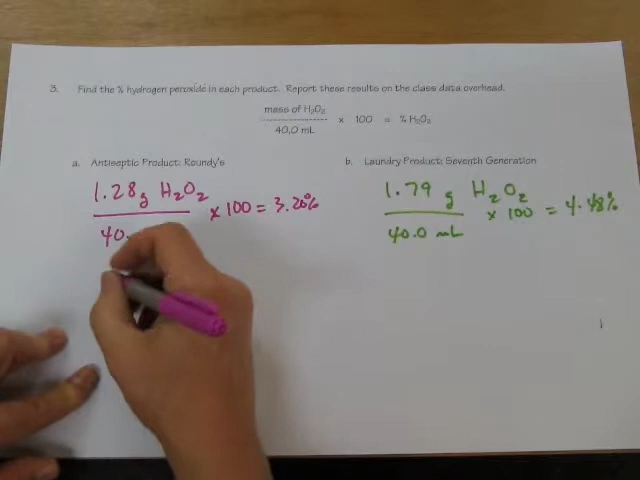 3. Find the % hydrogen peroxide in each product. Report these results on the class data overhead.
mass of H₂O₂
40.0 mL
x 100 = % H₂O₂
a. Antiseptic Product: Roundy's
1.28 g H₂O₂
40.
x 100 = 3.20%
b. Laundry Product: Seventh Generation
1.79 g H₂O₂
40.0 mL
x 100 = 4.48%